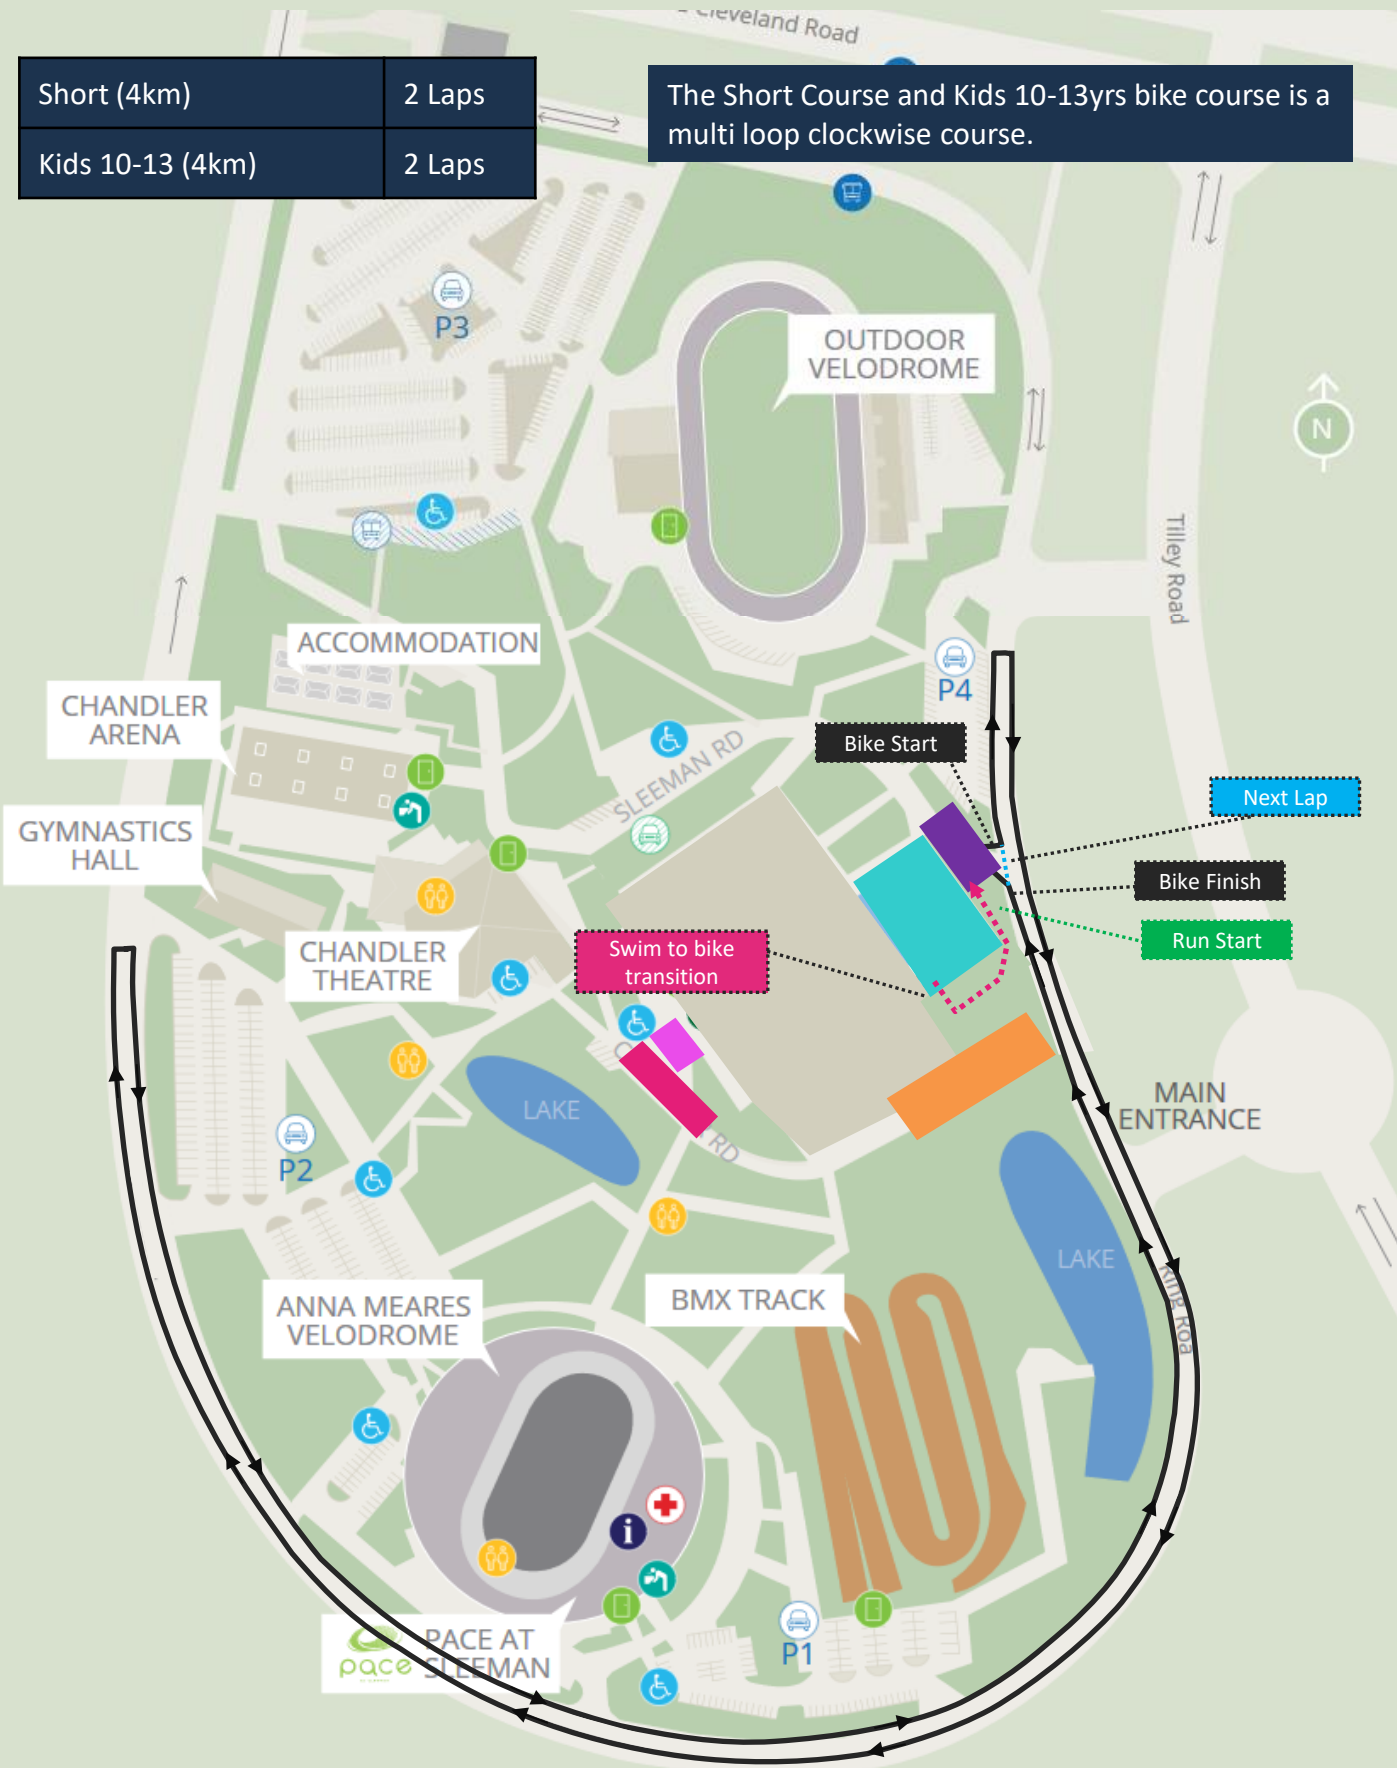 Cleveland Road
Short (4km) 2 Laps
Kids 10-13 (4km) 2 Laps
The Short Course and Kids 10-13yrs bike course is a
multi loop clockwise course.
P3
OUTDOOR
VELODROME
N
Tilley Road
ACCOMMODATION
P4
CHANDLER
ARENA
Bike Start
SLEEMAN RD
Next Lap
GYMNASTICS
HALL
Bike Finish
Run Start
CHANDLER
THEATRE
Swim to bike
transition
LAKE
RD
MAIN
ENTRANCE
P2
LAKE
King Roa
ANNA MEARES
VELODROME
BMX TRACK
i
pace
PACE AT
SLEEMAN
P1